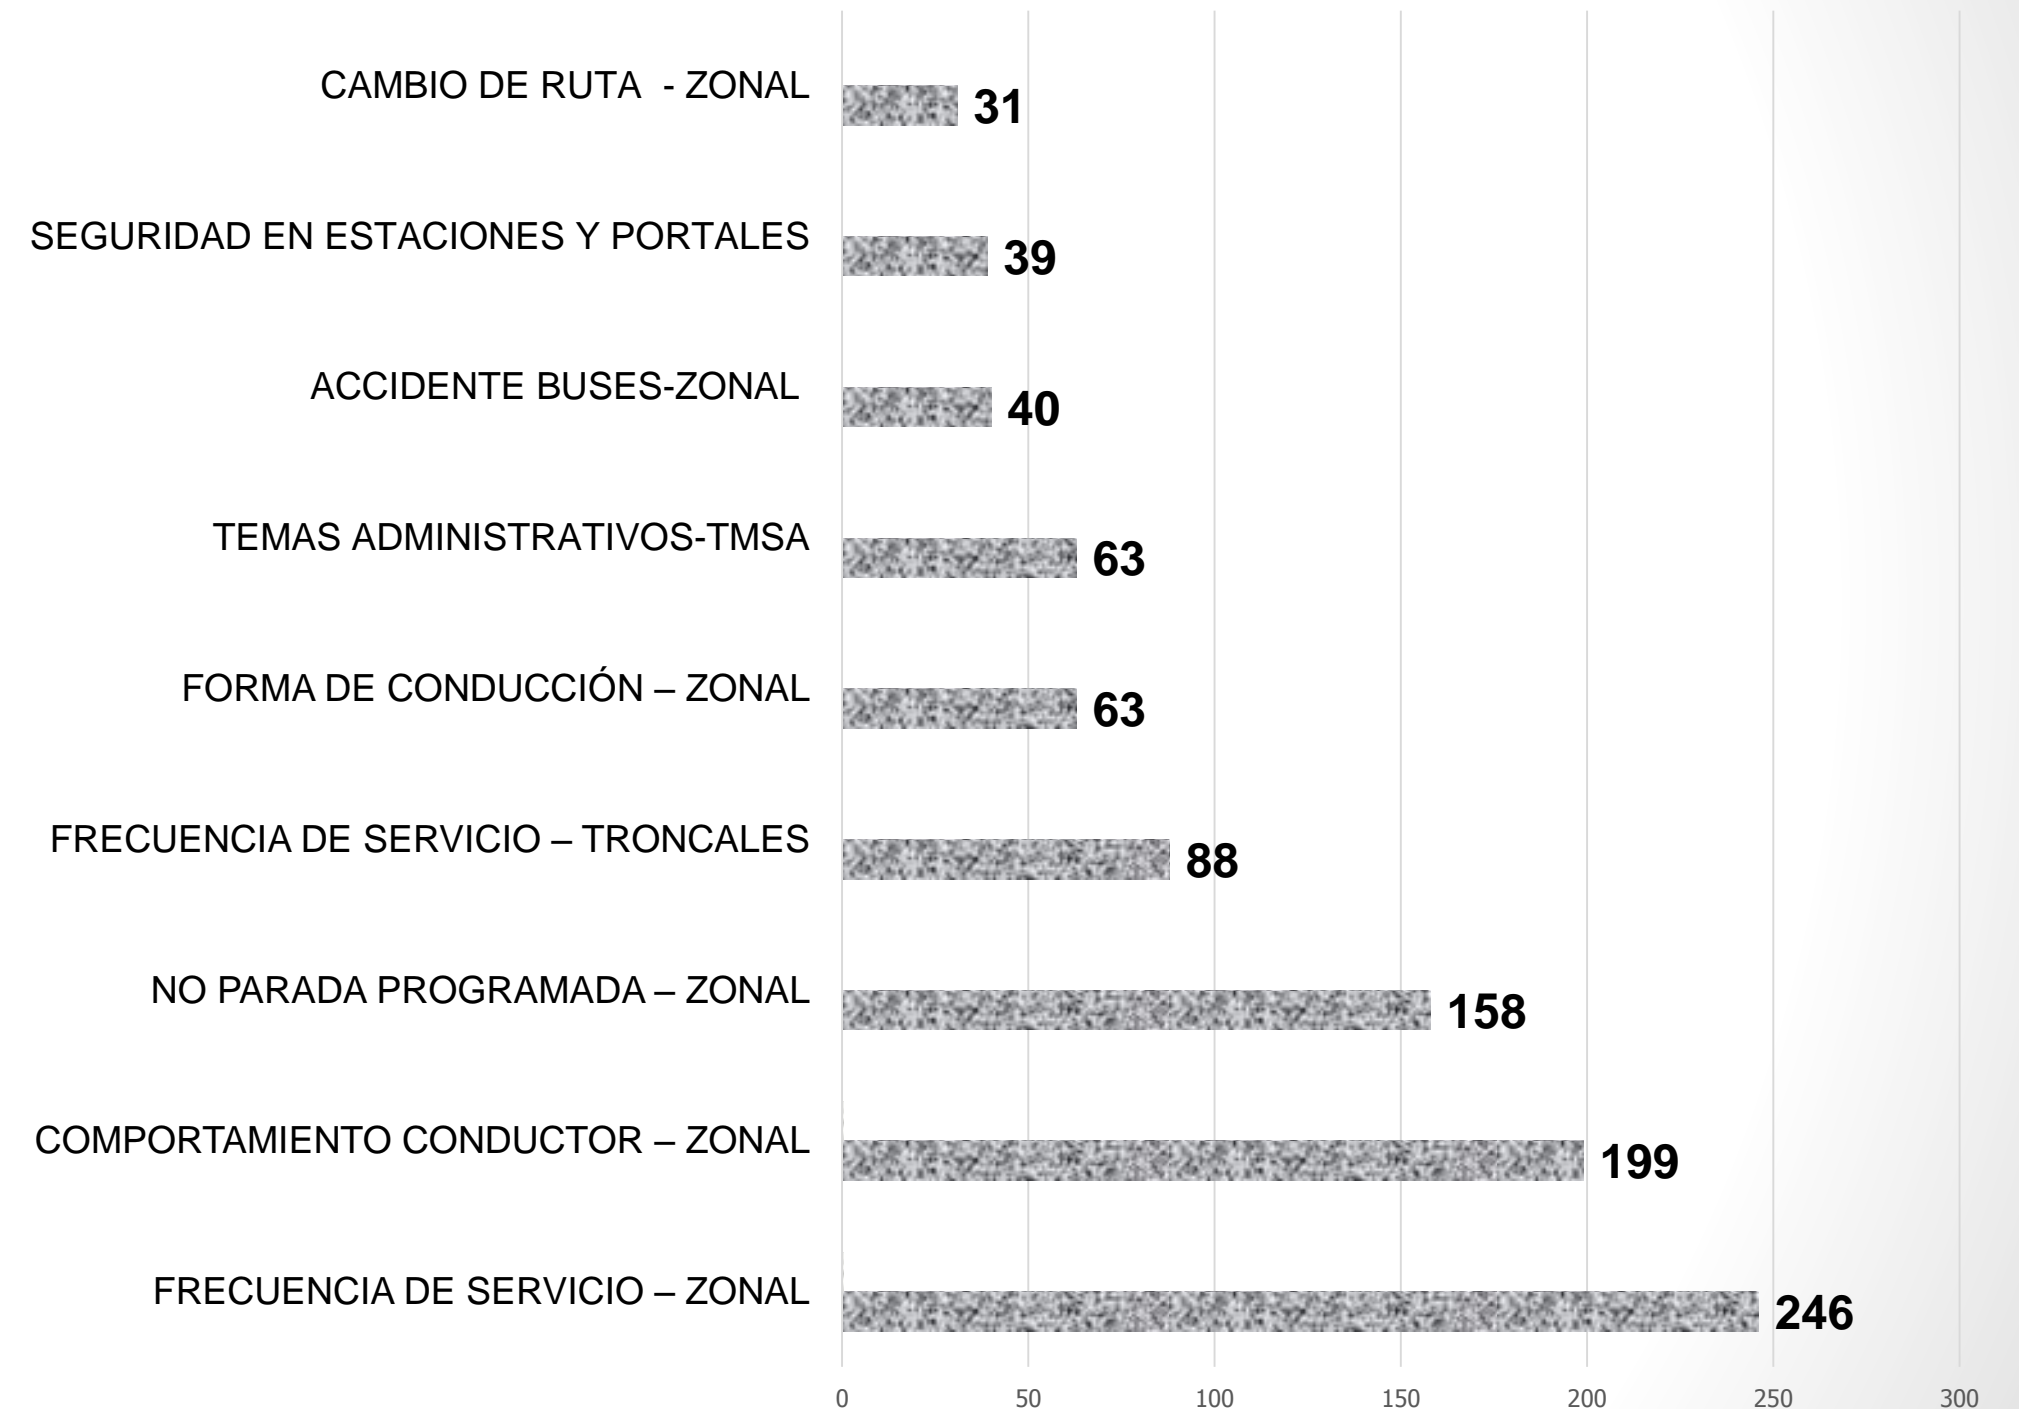 CAMBIO DE RUTA  - ZONAL 31
SEGURIDAD EN ESTACIONES Y PORTALES 39
ACCIDENTE BUSES-ZONAL 40
TEMAS ADMINISTRATIVOS-TMSA 63
FORMA DE CONDUCCIÓN – ZONAL 63
FRECUENCIA DE SERVICIO – TRONCALES 88
NO PARADA PROGRAMADA – ZONAL 158
COMPORTAMIENTO CONDUCTOR – ZONAL 199
FRECUENCIA DE SERVICIO – ZONAL 246
0 50 100 150 200 250 300